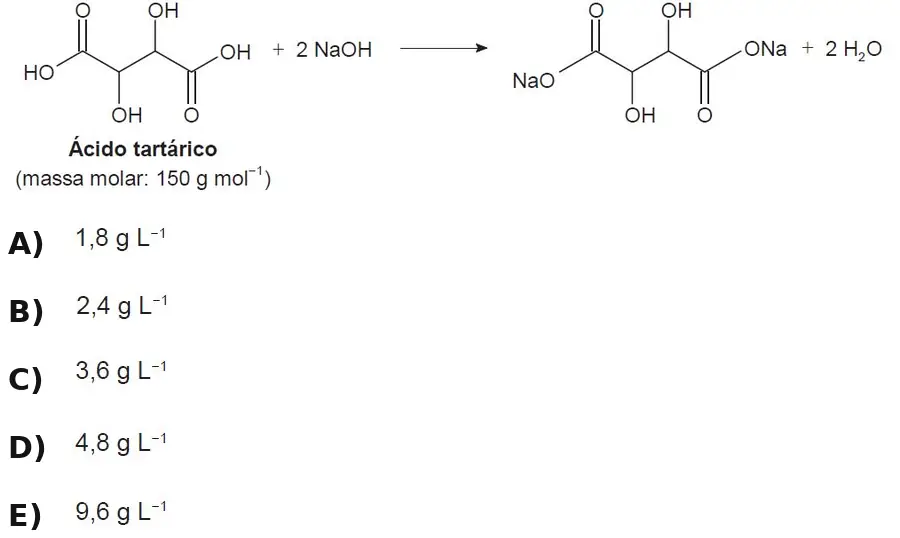 O OH O OH
HO OH + 2 NaOH NaO ONa + 2 H₂O
OH O OH O
Ácido tartárico
(massa molar: 150 g mol⁻¹)
A) 1,8 g L⁻¹
B) 2,4 g L⁻¹
C) 3,6 g L⁻¹
D) 4,8 g L⁻¹
E) 9,6 g L⁻¹